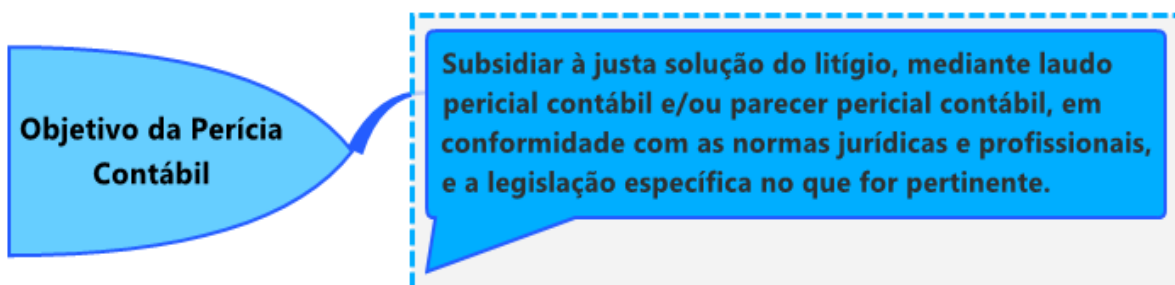 Objetivo da Perícia
Contábil
Subsidiar à justa solução do litígio, mediante laudo
pericial contábil e/ou parecer pericial contábil, em
conformidade com as normas jurídicas e profissionais,
e a legislação específica no que for pertinente.